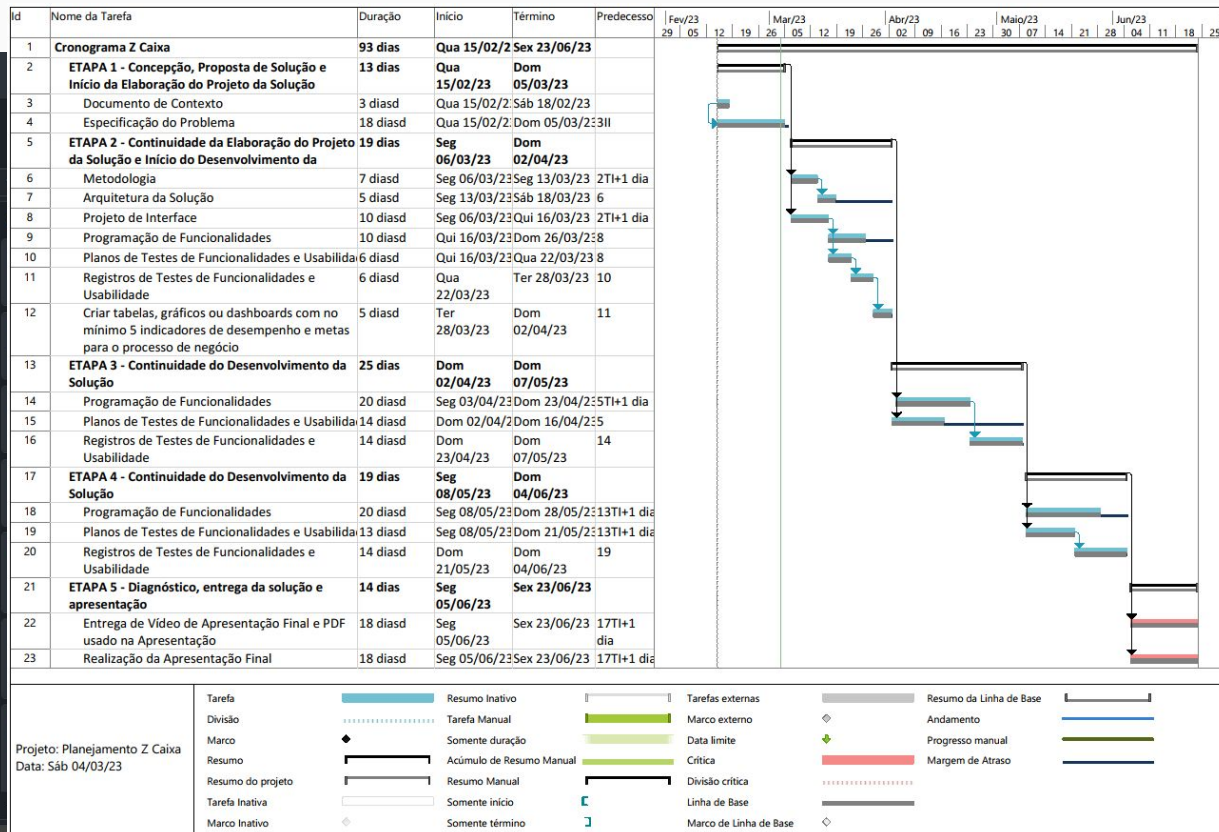 Id Nome da Tarefa Duração Início Término Predecesso
Fev/23 Mar/23 Abr/23 Maio/23 Jun/23
29 05 12 19 26 05 12 19 26 02 09 16 23 30 07 14 21 28 04 11 18 25
1 Cronograma Z Caixa 93 dias Qua 15/02/2 Sex 23/06/23
2 ETAPA 1 - Concepção, Proposta de Solução e 13 dias Qua Dom
Início da Elaboração do Projeto da Solução 15/02/23 05/03/23
3 Documento de Contexto 3 diasd Qua 15/02/2 Sáb 18/02/23
4 Especificação do Problema 18 diasd Qua 15/02/2 Dom 05/03/23 3II
5 ETAPA 2 - Continuidade da Elaboração do Projeto 19 dias Seg Dom
da Solução e Início do Desenvolvimento da 06/03/23 02/04/23
6 Metodologia 7 diasd Seg 06/03/23 Seg 13/03/23 2TI+1 dia
7 Arquitetura da Solução 5 diasd Seg 13/03/23 Sáb 18/03/23 6
8 Projeto de Interface 10 diasd Seg 06/03/23 Qui 16/03/23 2TI+1 dia
9 Programação de Funcionalidades 10 diasd Qui 16/03/23 Dom 26/03/23 8
10 Planos de Testes de Funcionalidades e Usabilida 6 diasd Qui 16/03/23 Qua 22/03/23 8
11 Registros de Testes de Funcionalidades e 6 diasd Qua Ter 28/03/23 10
Usabilidade 22/03/23
12 Criar tabelas, gráficos ou dashboards com no 5 diasd Ter Dom 11
mínimo 5 indicadores de desempenho e metas 28/03/23 02/04/23
para o processo de negócio
13 ETAPA 3 - Continuidade do Desenvolvimento da 25 dias Dom Dom
Solução 02/04/23 07/05/23
14 Programação de Funcionalidades 20 diasd Seg 03/04/23 Dom 23/04/23 5TI+1 dia
15 Planos de Testes de Funcionalidades e Usabilida 14 diasd Dom 02/04/2 Dom 16/04/23 5
16 Registros de Testes de Funcionalidades e 14 diasd Dom Dom 14
Usabilidade 23/04/23 07/05/23
17 ETAPA 4 - Continuidade do Desenvolvimento da 19 dias Seg Dom
Solução 08/05/23 04/06/23
18 Programação de Funcionalidades 20 diasd Seg 08/05/23 Dom 28/05/23 13TI+1 dia
19 Planos de Testes de Funcionalidades e Usabilida 13 diasd Seg 08/05/23 Dom 21/05/23 13TI+1 dia
20 Registros de Testes de Funcionalidades e 14 diasd Dom Dom 19
Usabilidade 21/05/23 04/06/23
21 ETAPA 5 - Diagnóstico, entrega da solução e 14 dias Seg Sex 23/06/23
apresentação 05/06/23
22 Entrega de Vídeo de Apresentação Final e PDF 18 diasd Seg Sex 23/06/23 17TI+1
usado na Apresentação 05/06/23 dia
23 Realização da Apresentação Final 18 diasd Seg 05/06/23 Sex 23/06/23 17TI+1 dia
Projeto: Planejamento Z Caixa
Data: Sáb 04/03/23
Tarefa Resumo Inativo Tarefas externas Resumo da Linha de Base
Divisão Tarefa Manual Marco externo Andamento
Marco Somente duração Data limite Progresso manual
Resumo Acúmulo de Resumo Manual Crítica Margem de Atraso
Resumo do projeto Resumo Manual Divisão crítica
Tarefa Inativa Somente início Linha de Base
Marco Inativo Somente término Marco de Linha de Base